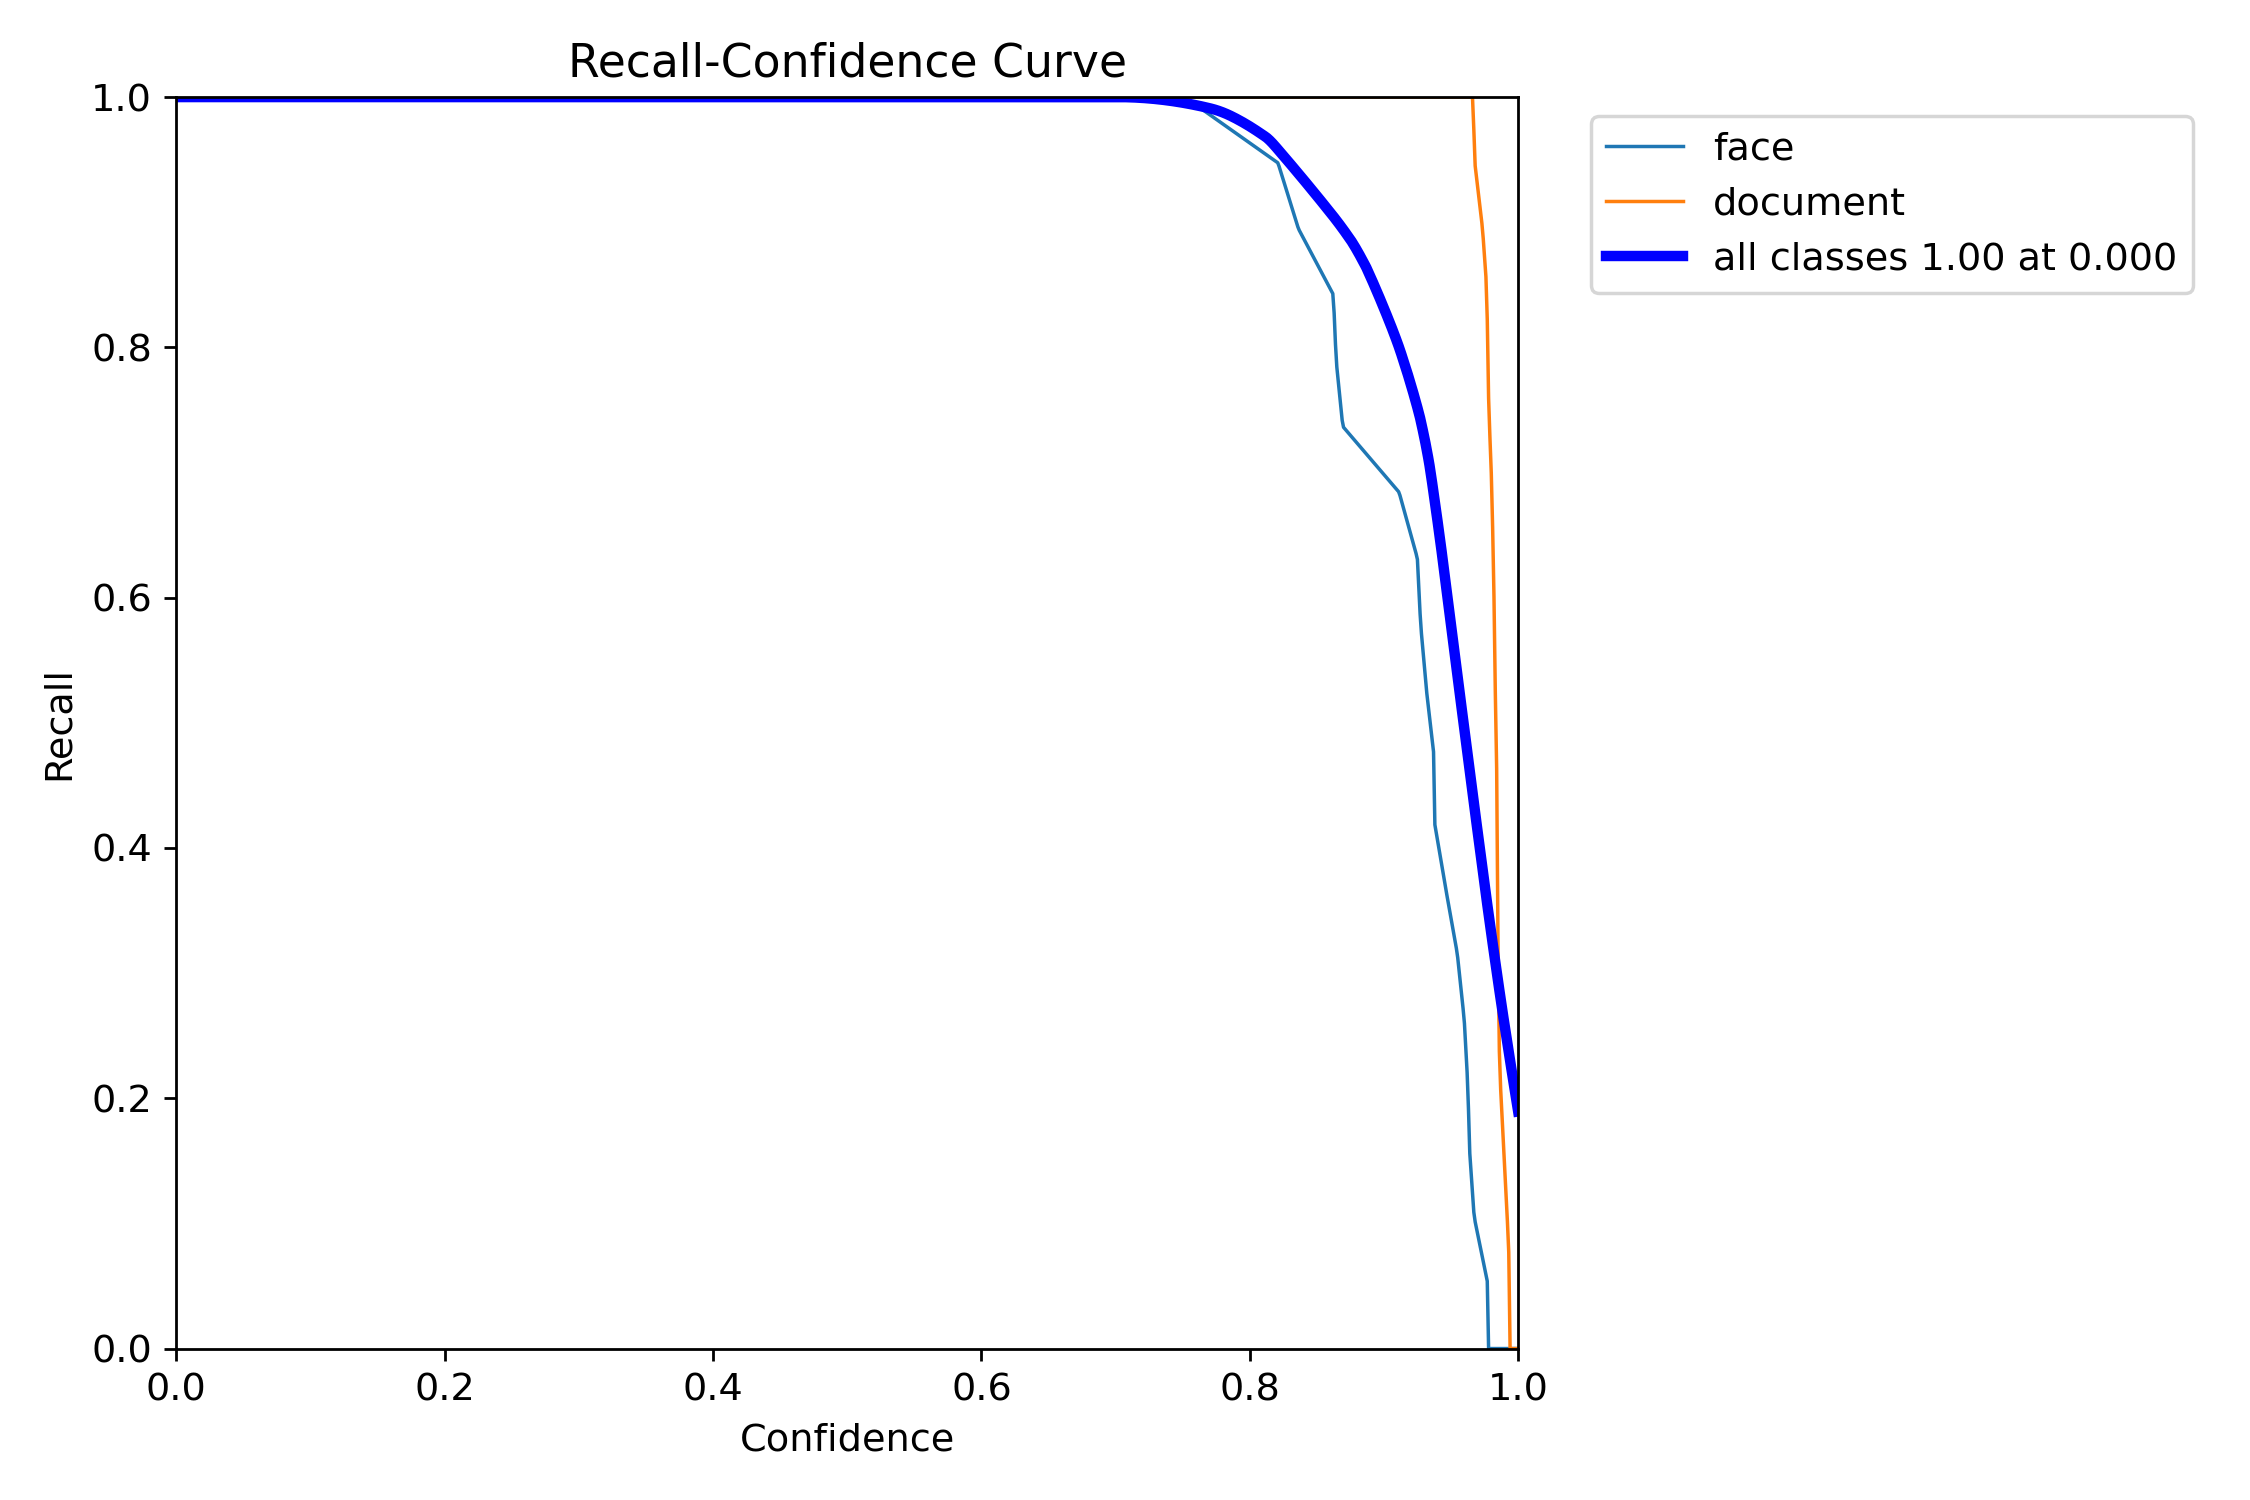 Recall-Confidence Curve
1.0
0.8
0.6
0.4
0.2
0.0
Recall
0.0 0.2 0.4 0.6 0.8 1.0
Confidence
face
document
all classes 1.00 at 0.000